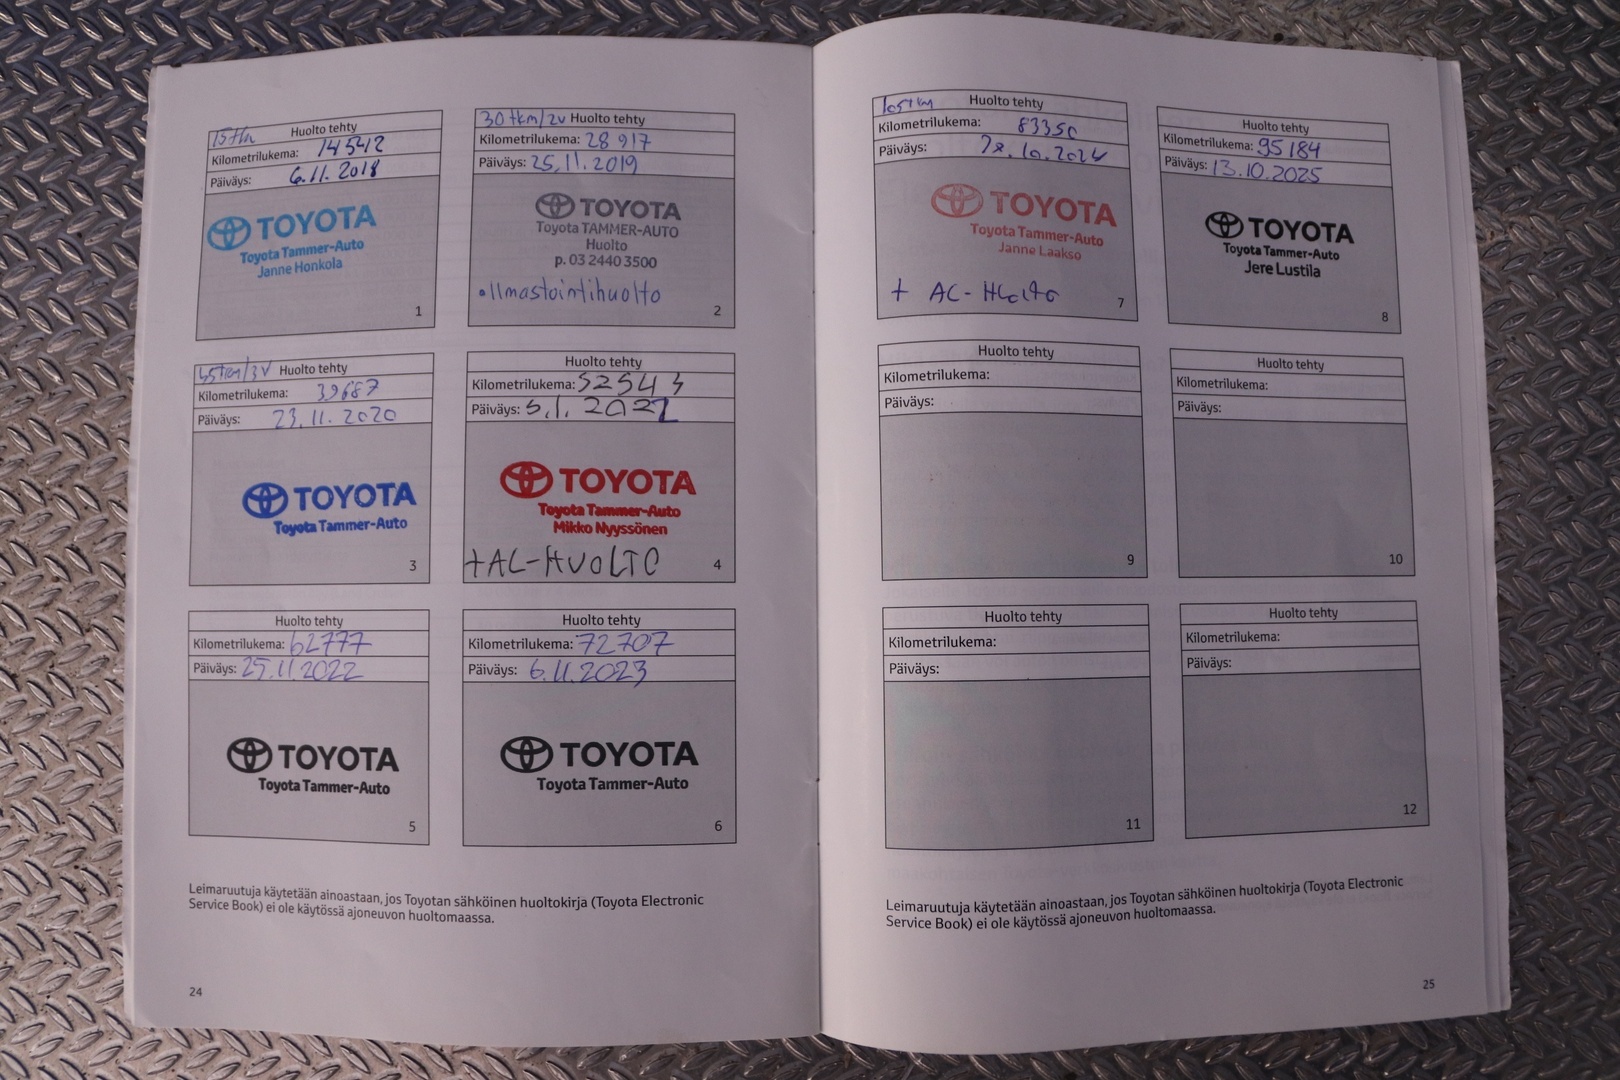 15tkm Huolto tehty
Kilometrilukema: 14542
Päiväys: 6.11. 2018
TOYOTA
Toyota Tammer-Auto
Janne Honkola
1
30 tkm/2v Huolto tehty
Kilometrilukema: 28 917
Päiväys: 25.11.2019
TOYOTA
Toyota TAMMER-AUTO
Huolto
p. 03 2440 3500
•Ilmastointihuolto
2
45tkm/3V Huolto tehty
Kilometrilukema: 39687
Päiväys: 23.11.2020
TOYOTA
Toyota Tammer-Auto
3
Huolto tehty
Kilometrilukema: 52543
Päiväys: 5.1.2022
TOYOTA
Toyota Tammer-Auto
Mikko Nyyssönen
+AC-HUOLTO
4
Huolto tehty
Kilometrilukema: 62777
Päiväys: 25.11.2022
TOYOTA
Toyota Tammer-Auto
5
Huolto tehty
Kilometrilukema: 72707
Päiväys: 6.11.2023
TOYOTA
Toyota Tammer-Auto
6
Leimaruutuja käytetään ainoastaan, jos Toyotan sähköinen huoltokirja (Toyota Electronic
Service Book) ei ole käytössä ajoneuvon huoltomaassa.
24
105tkm Huolto tehty
Kilometrilukema: 83350
Päiväys: 28.10.2024
TOYOTA
Toyota Tammer-Auto
Janne Laakso
+ AC-Huolto
7
Huolto tehty
Kilometrilukema: 95184
Päiväys: 13.10.2025
TOYOTA
Toyota Tammer-Auto
Jere Lustila
8
Huolto tehty
Kilometrilukema:
Päiväys:
9
Huolto tehty
Kilometrilukema:
Päiväys:
10
Huolto tehty
Kilometrilukema:
Päiväys:
11
Huolto tehty
Kilometrilukema:
Päiväys:
12
Leimaruutuja käytetään ainoastaan, jos Toyotan sähköinen huoltokirja (Toyota Electronic
Service Book) ei ole käytössä ajoneuvon huoltomaassa.
25